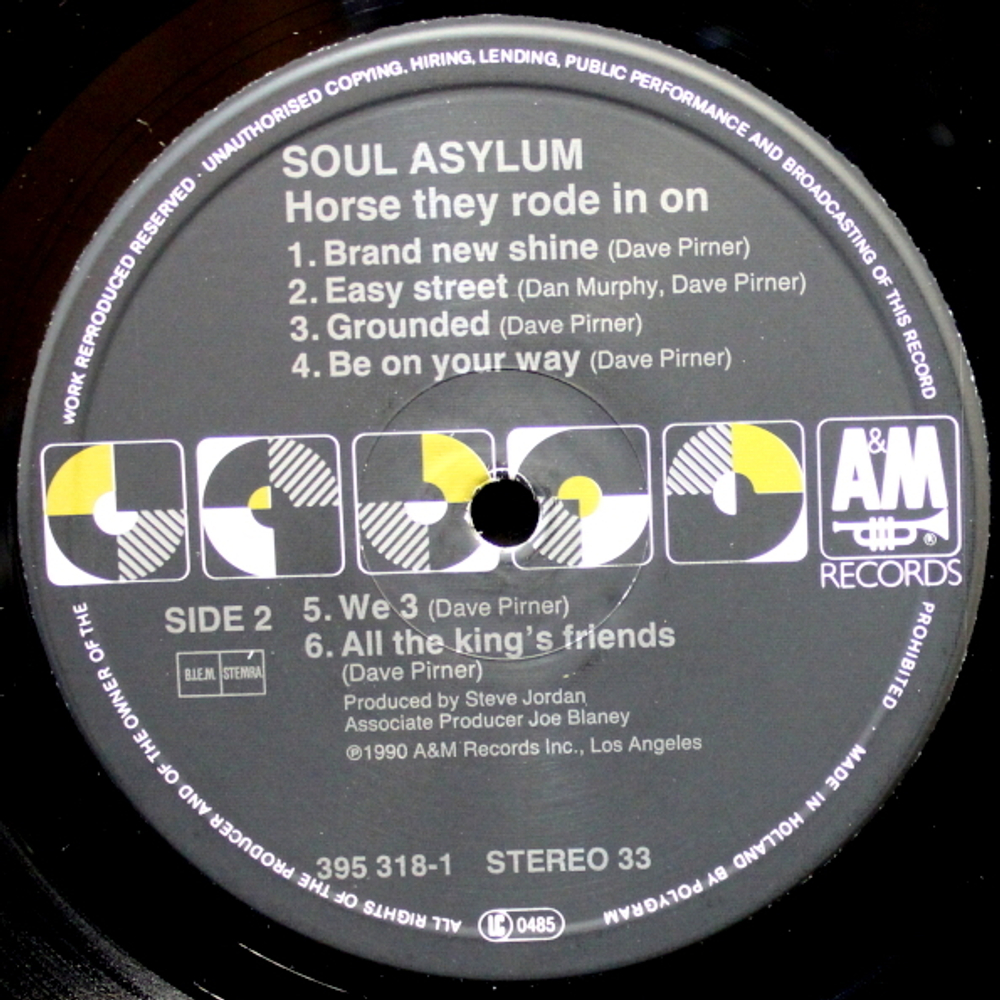 WORK REPRODUCED RESERVED · UNAUTHORISED COPYING. HIRING, LENDING, PUBLIC PERFORMANCE AND BROADCASTING OF THIS RECORD
SOUL ASYLUM
Horse they rode in on
1. Brand new shine (Dave Pirner)
2. Easy street (Dan Murphy, Dave Pirner)
3. Grounded (Dave Pirner)
4. Be on your way (Dave Pirner)
A&M
®
RECORDS
SIDE 2
B.I.E.M. STEMRA
5. We 3 (Dave Pirner)
6. All the king's friends
(Dave Pirner)
Produced by Steve Jordan
Associate Producer Joe Blaney
℗1990 A&M Records Inc., Los Angeles
395 318-1 STEREO 33
PROHIBITED MADE IN HOLLAND BY POLYGRAM
LC 0485
ALL RIGHTS OF THE PRODUCER AND OF THE OWNER OF THE